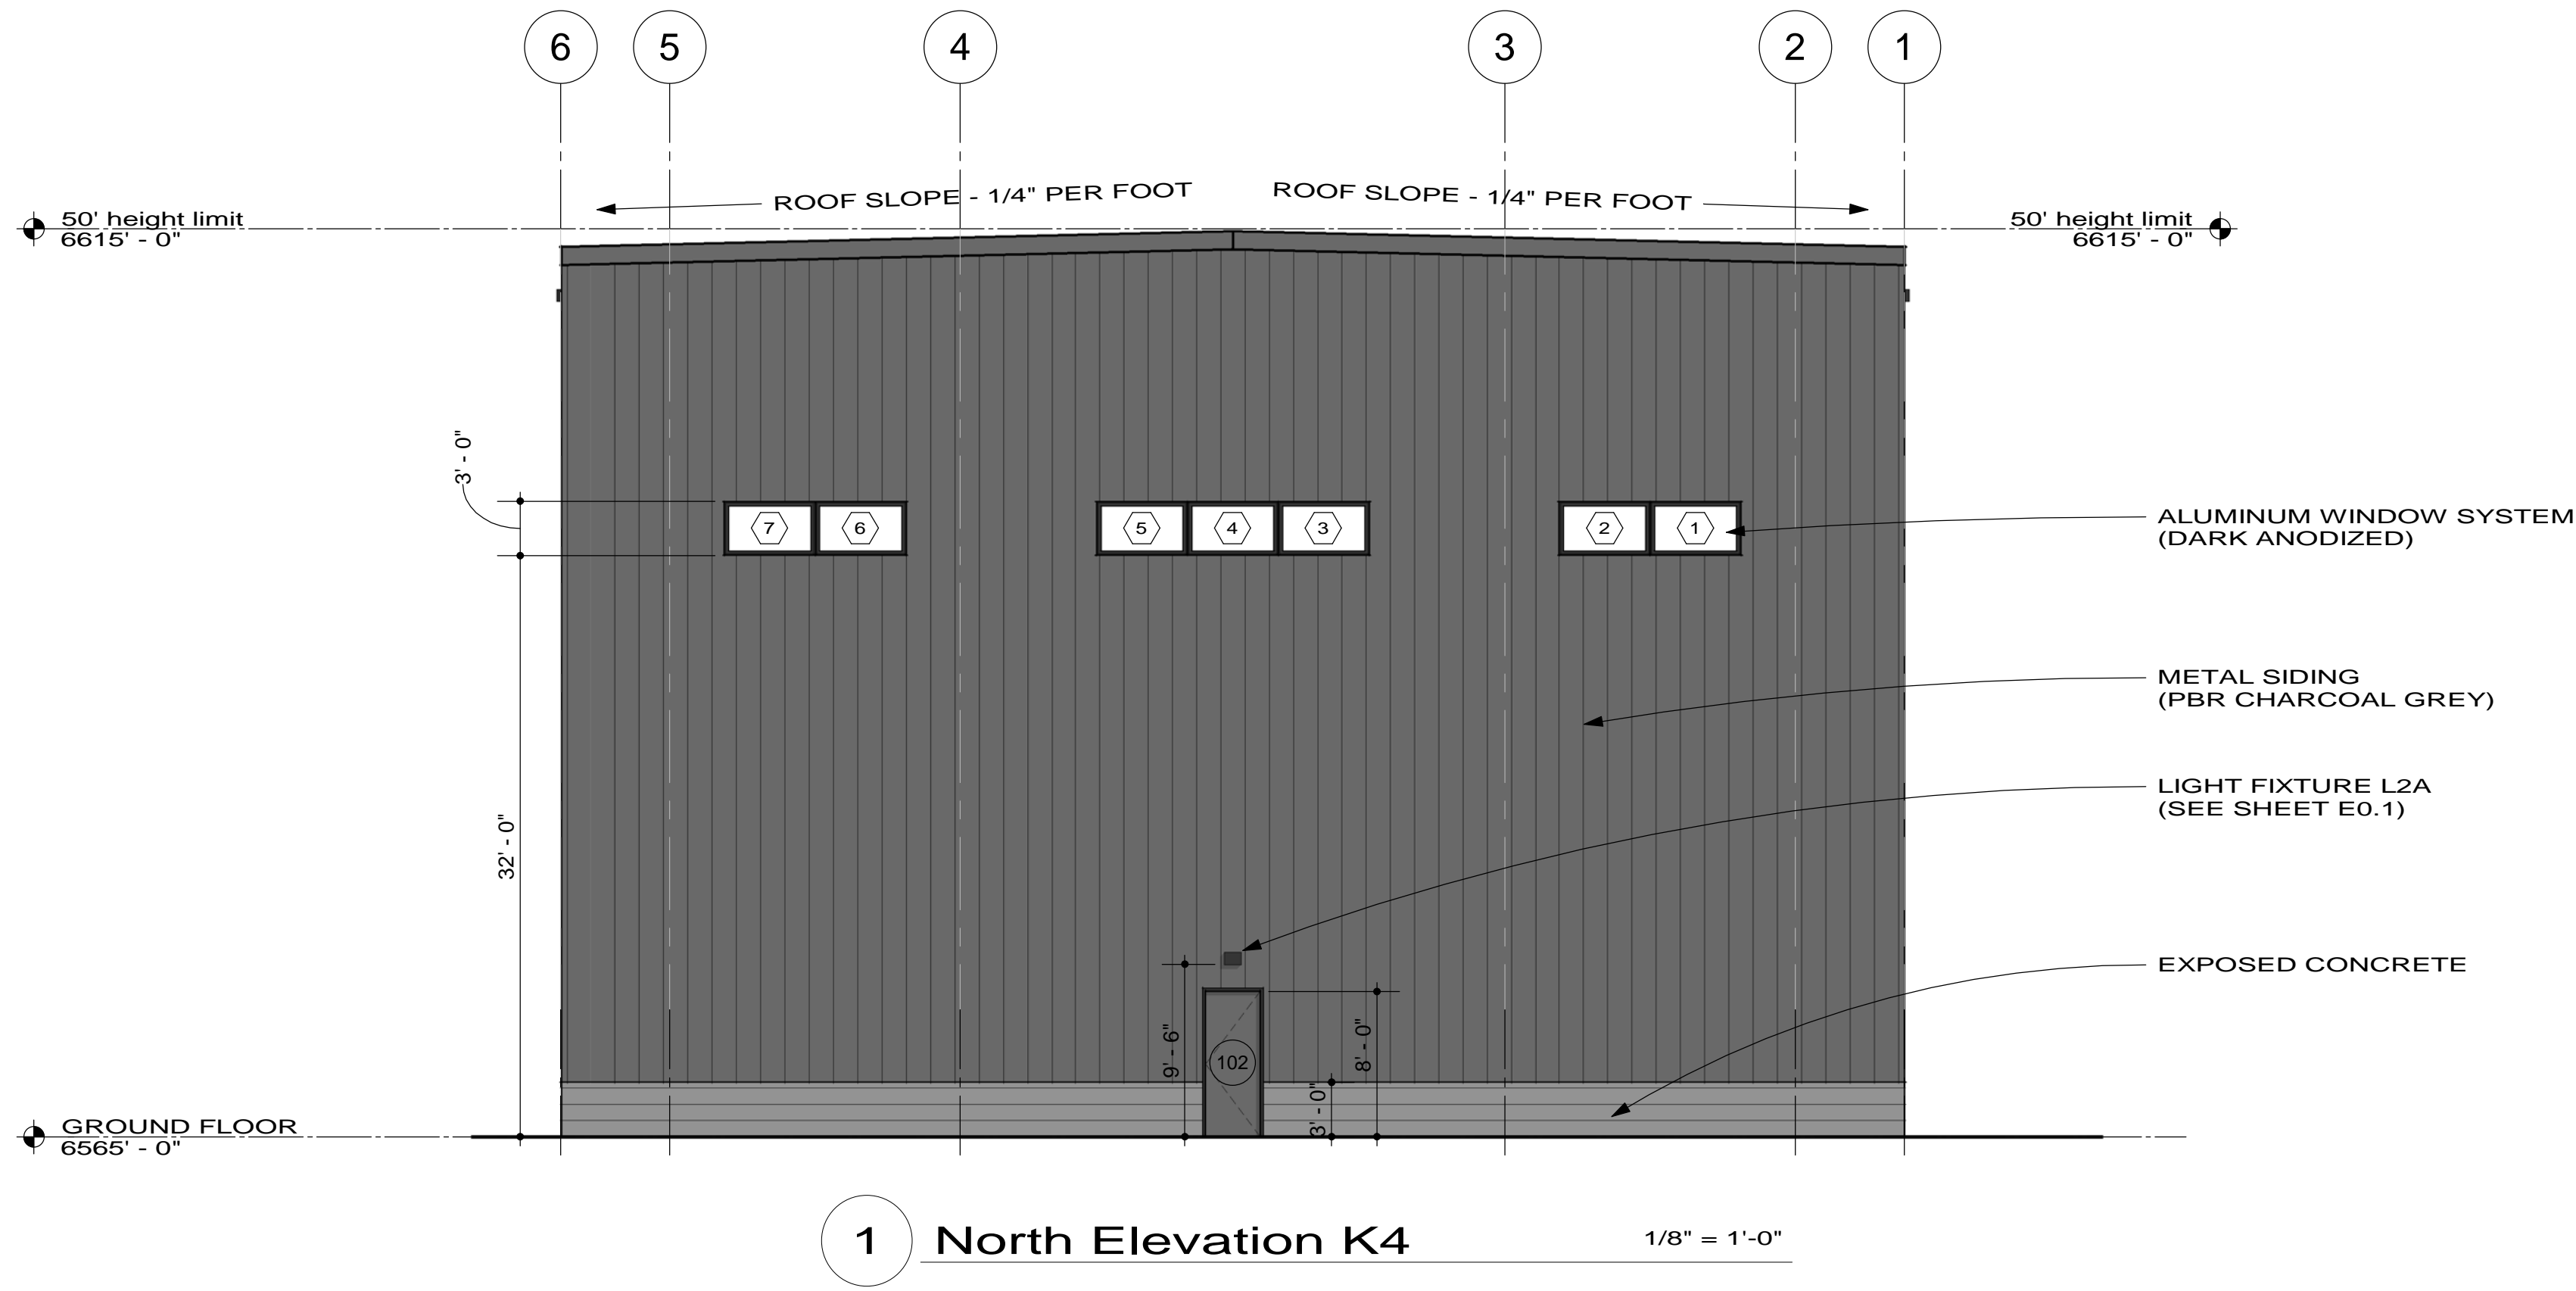 6
5
4
3
2
1
ROOF SLOPE - 1/4" PER FOOT
ROOF SLOPE - 1/4" PER FOOT
50' height limit
6615' - 0"
50' height limit
6615' - 0"
3' - 0"
7
6
5
4
3
2
1
ALUMINUM WINDOW SYSTEM
(DARK ANODIZED)
METAL SIDING
(PBR CHARCOAL GREY)
LIGHT FIXTURE L2A
(SEE SHEET E0.1)
32' - 0"
EXPOSED CONCRETE
9' - 6"
102
8' - 0"
3' - 0"
GROUND FLOOR
6565' - 0"
1
North Elevation K4
1/8" = 1'-0"